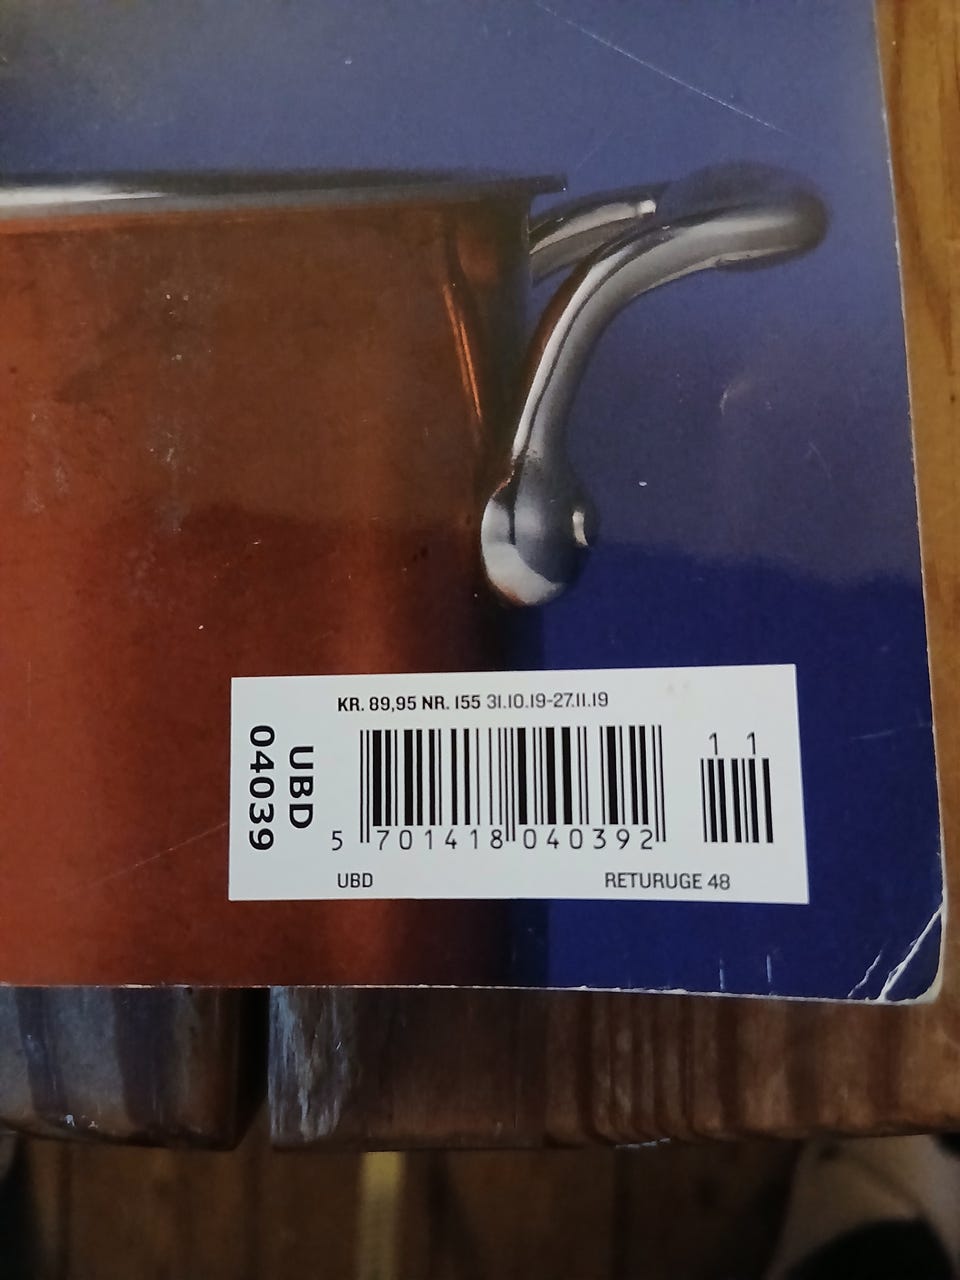 KR. 89,95 NR. 155 31.10.19-27.11.19
UBD
04039
5 701418 040392
1 1
UBD
RETURUGE 48